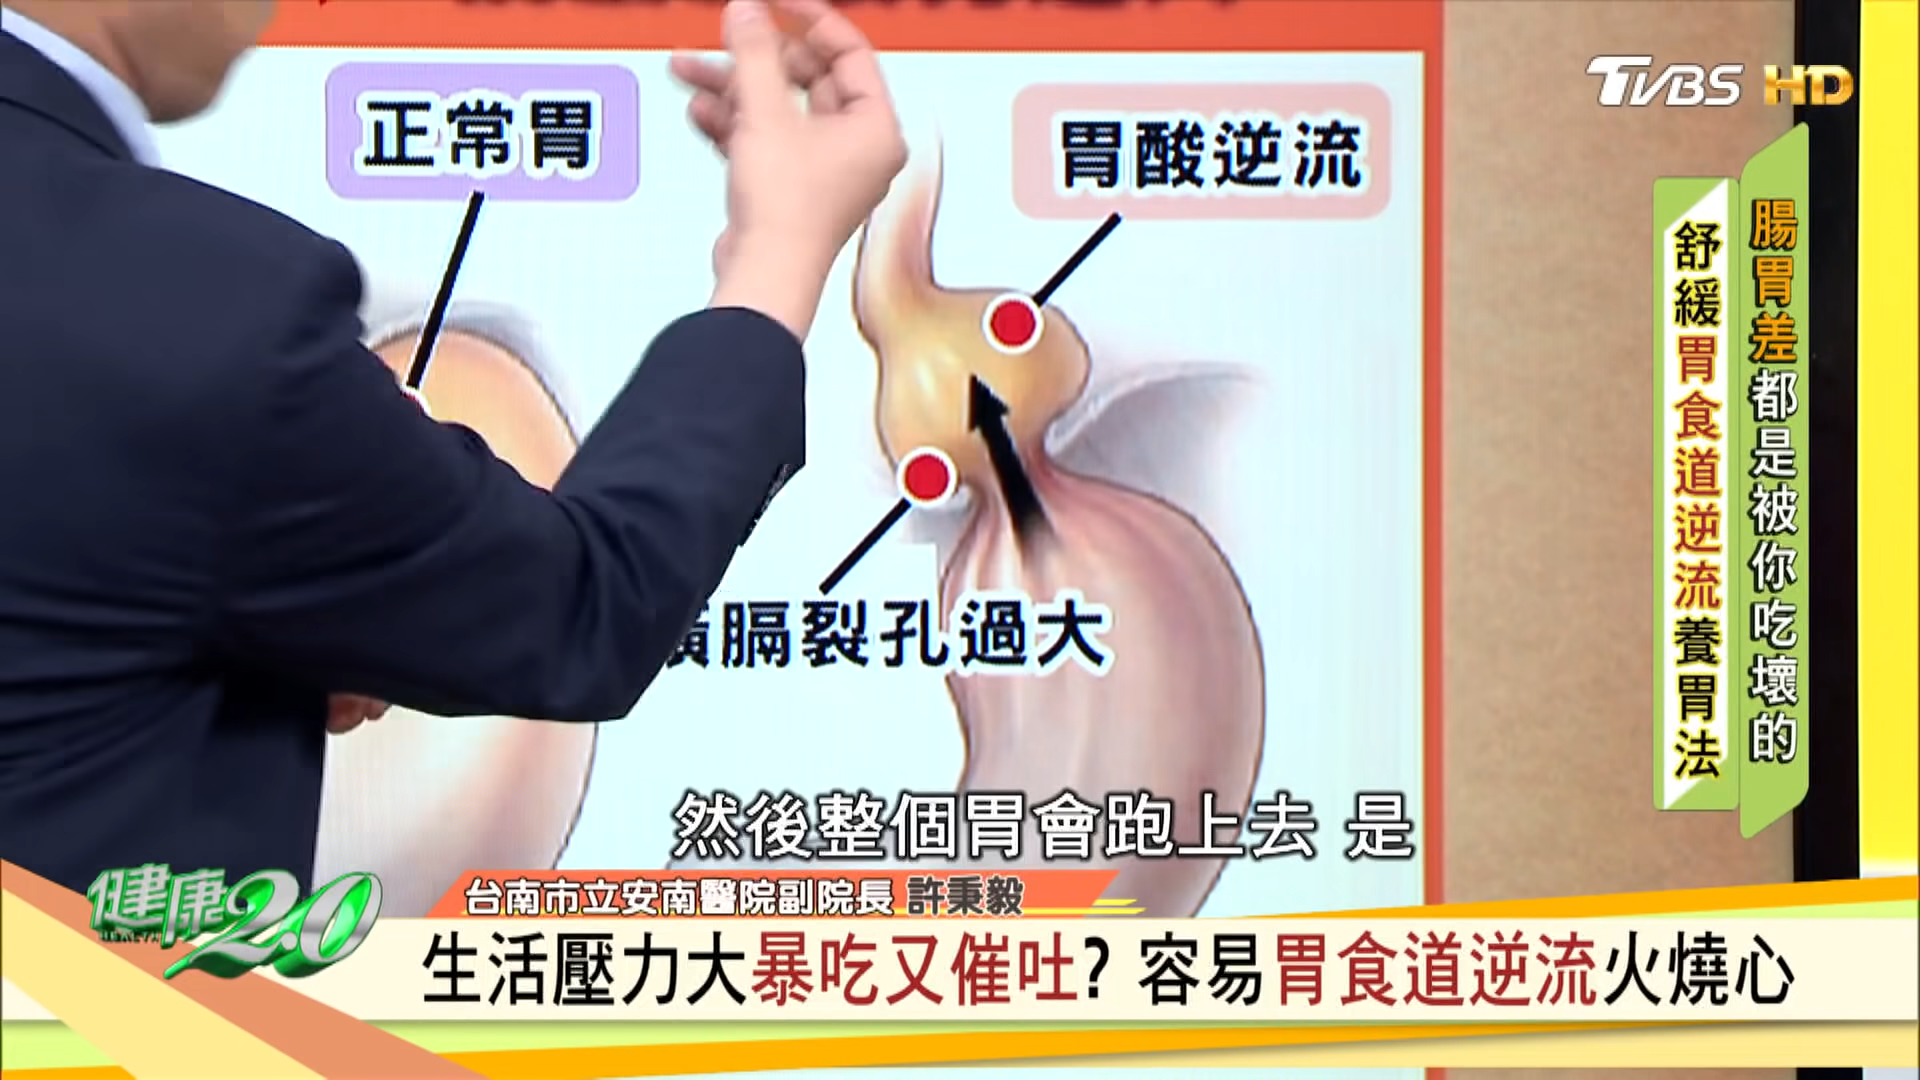 TVBS HD
正常胃
胃酸逆流
膈裂孔過大
腸胃差都是被你吃壞的
舒緩胃食道逆流養胃法
然後整個胃會跑上去 是
健康2.0
HEALTH
台南市立安南醫院副院長 許秉毅
生活壓力大暴吃又催吐? 容易胃食道逆流火燒心